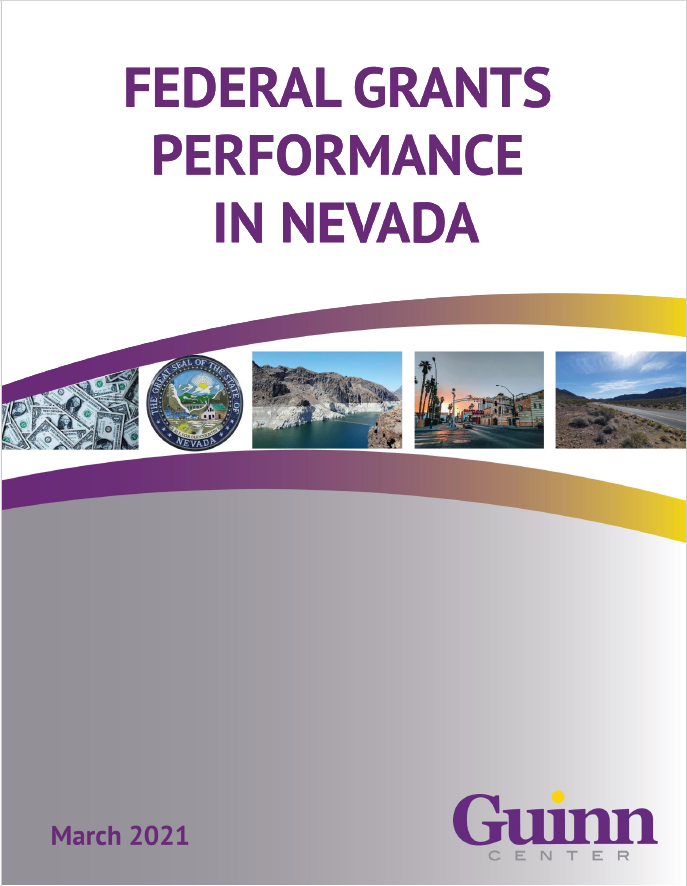 FEDERAL GRANTS
PERFORMANCE
IN NEVADA
THE GREAT SEAL OF THE STATE OF
NEVADA
March 2021
Guinn
CENTER